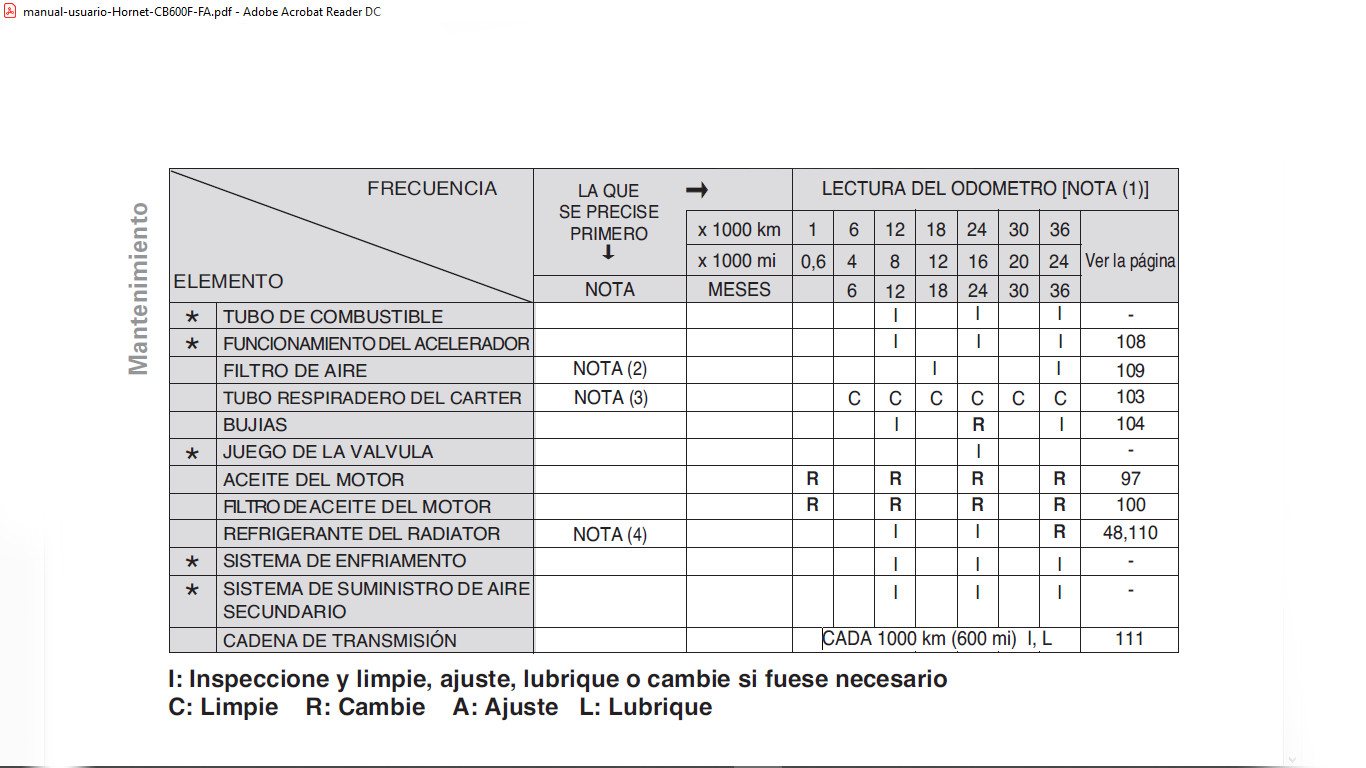 manual-usuario-Hornet-CB600F-FA.pdf - Adobe Acrobat Reader DC
Mantenimiento
FRECUENCIA
ELEMENTO
LA QUE
SE PRECISE
PRIMERO
NOTA
LECTURA DEL ODOMETRO [NOTA (1)]
x 1000 km 1 6 12 18 24 30 36
x 1000 mi 0,6 4 8 12 16 20 24 Ver la página
MESES 6 12 18 24 30 36
* TUBO DE COMBUSTIBLE I I I -
* FUNCIONAMIENTO DEL ACELERADOR I I I 108
FILTRO DE AIRE NOTA (2) I I 109
TUBO RESPIRADERO DEL CARTER NOTA (3) C C C C C C 103
BUJIAS I R I 104
* JUEGO DE LA VALVULA I -
ACEITE DEL MOTOR R R R R 97
FILTRO DE ACEITE DEL MOTOR R R R R 100
REFRIGERANTE DEL RADIATOR NOTA (4) I I R 48,110
* SISTEMA DE ENFRIAMENTO I I I -
* SISTEMA DE SUMINISTRO DE AIRE I I I -
SECUNDARIO
CADENA DE TRANSMISIÓN CADA 1000 km (600 mi) I, L 111
I: Inspeccione y limpie, ajuste, lubrique o cambie si fuese necesario
C: Limpie R: Cambie A: Ajuste L: Lubrique